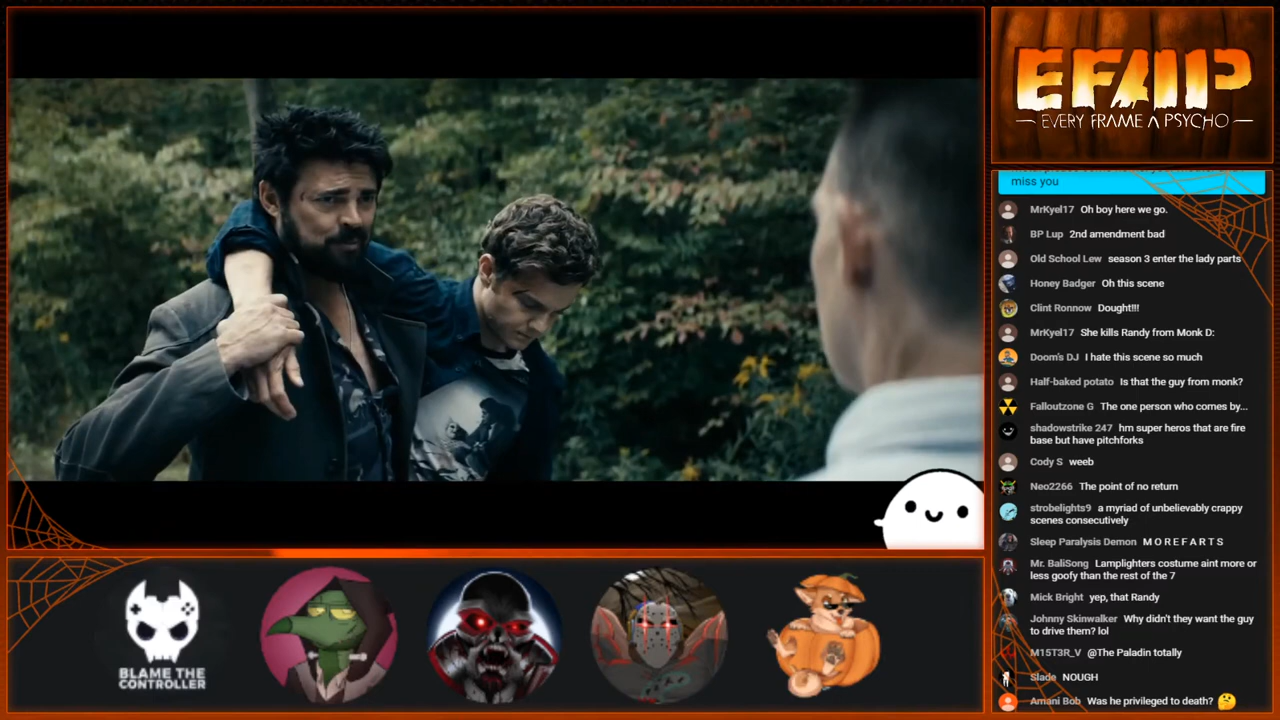 EFAP
EVERY FRAME A PSYCHO
miss you
MrKyel17 Oh boy here we go.
BP Lup 2nd amendment bad
Old School Lew season 3 enter the lady parts
Honey Badger Oh this scene
Clint Ronnow Dought!!!
MrKyel17 She kills Randy from Monk D:
Doom's DJ I hate this scene so much
Half-baked potato Is that the guy from monk?
Falloutzone G The one person who comes by...
shadowstrike 247 hm super heros that are fire
base but have pitchforks
Cody S weeb
Neo2266 The point of no return
strobelights9 a myriad of unbelievably crappy
scenes consecutively
Sleep Paralysis Demon M O R E F A R T S
Mr. BaliSong Lamplighters costume aint more or
less goofy than the rest of the 7
Mick Bright yep, that Randy
Johnny Skinwalker Why didn't they want the guy
to drive them? lol
M15T3R_V @The Paladin totally
Slade NOUGH
Amani Bob Was he privileged to death?
BLAME THE
CONTROLLER